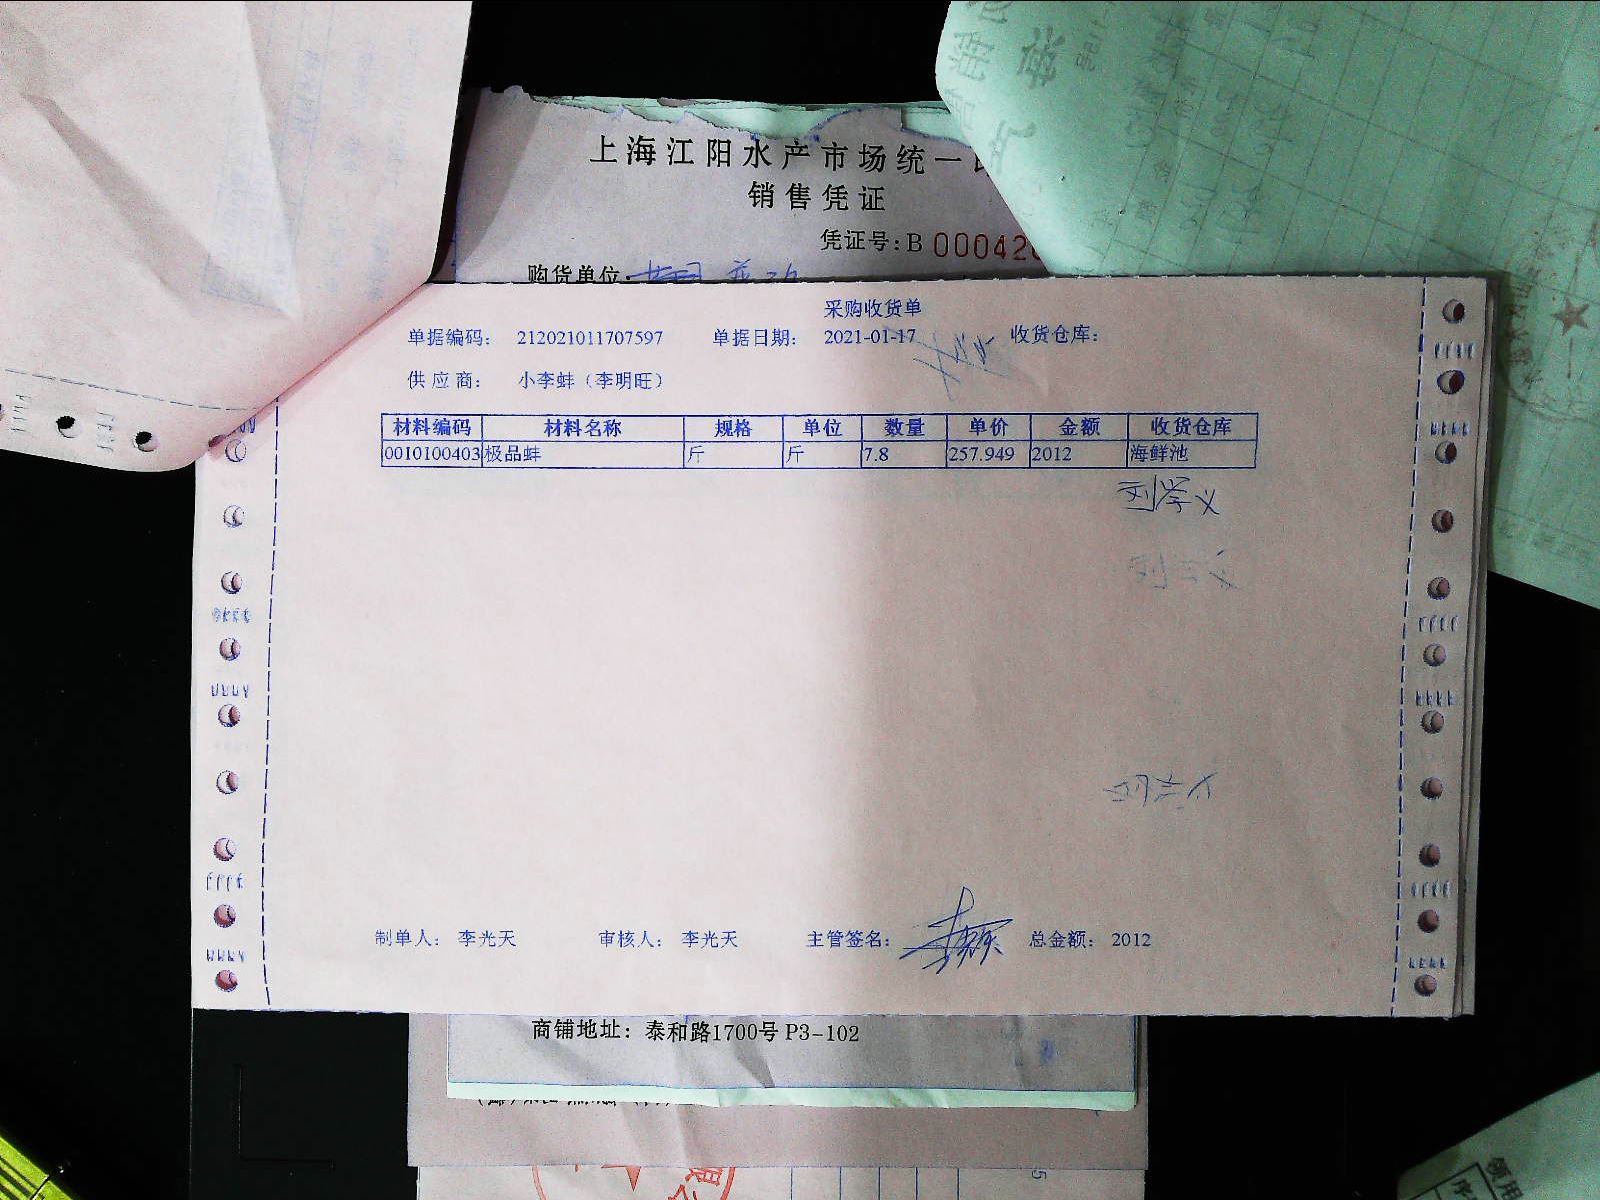 上海江阳水产市场统一
销售凭证
凭证号:B 00042
购货单位
采购收货单
单据编码: 212021011707597 单据日期: 2021-01-17 收货仓库:
供应商: 小李蚌（李明旺）
材料编码 材料名称 规格 单位 数量 单价 金额 收货仓库
0010100403 极品蚌 斤 斤 7.8 257.949 2012 海鲜池
刘学义
制单人: 李光天 审核人: 李光天 主管签名: 总金额: 2012
商铺地址: 泰和路1700号 P3-102